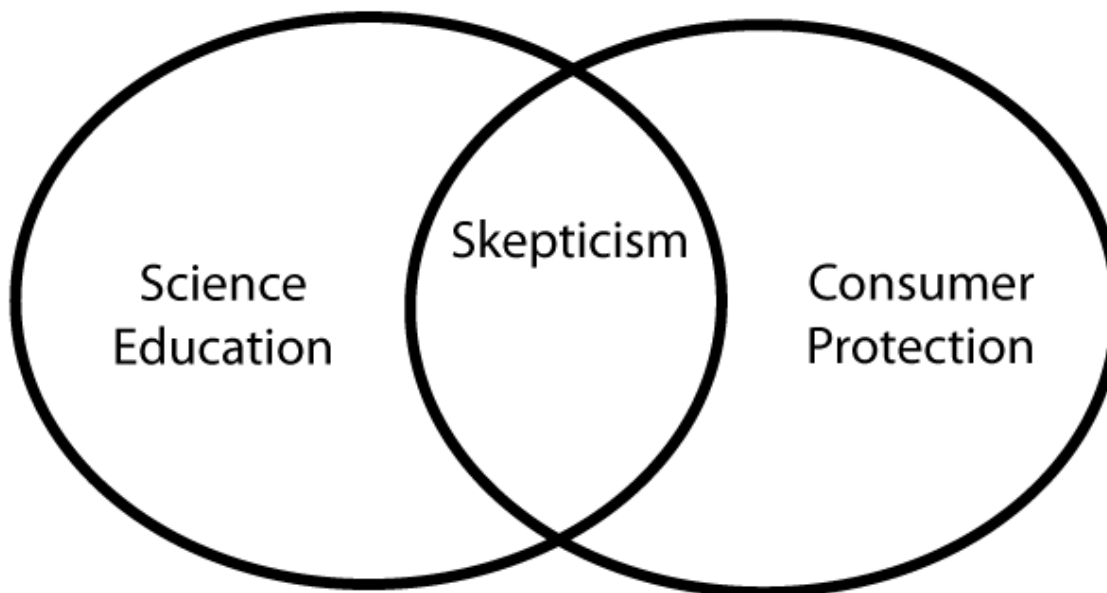 Science
Education
Skepticism
Consumer
Protection